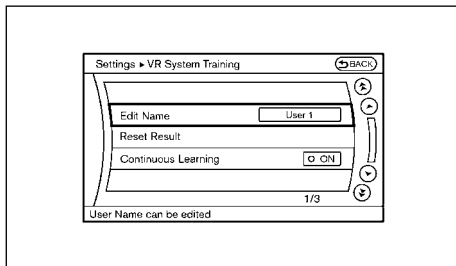 Settings ▸ VR System Training
BACK
Edit Name
User 1
Reset Result
Continuous Learning
ON
1/3
User Name can be edited